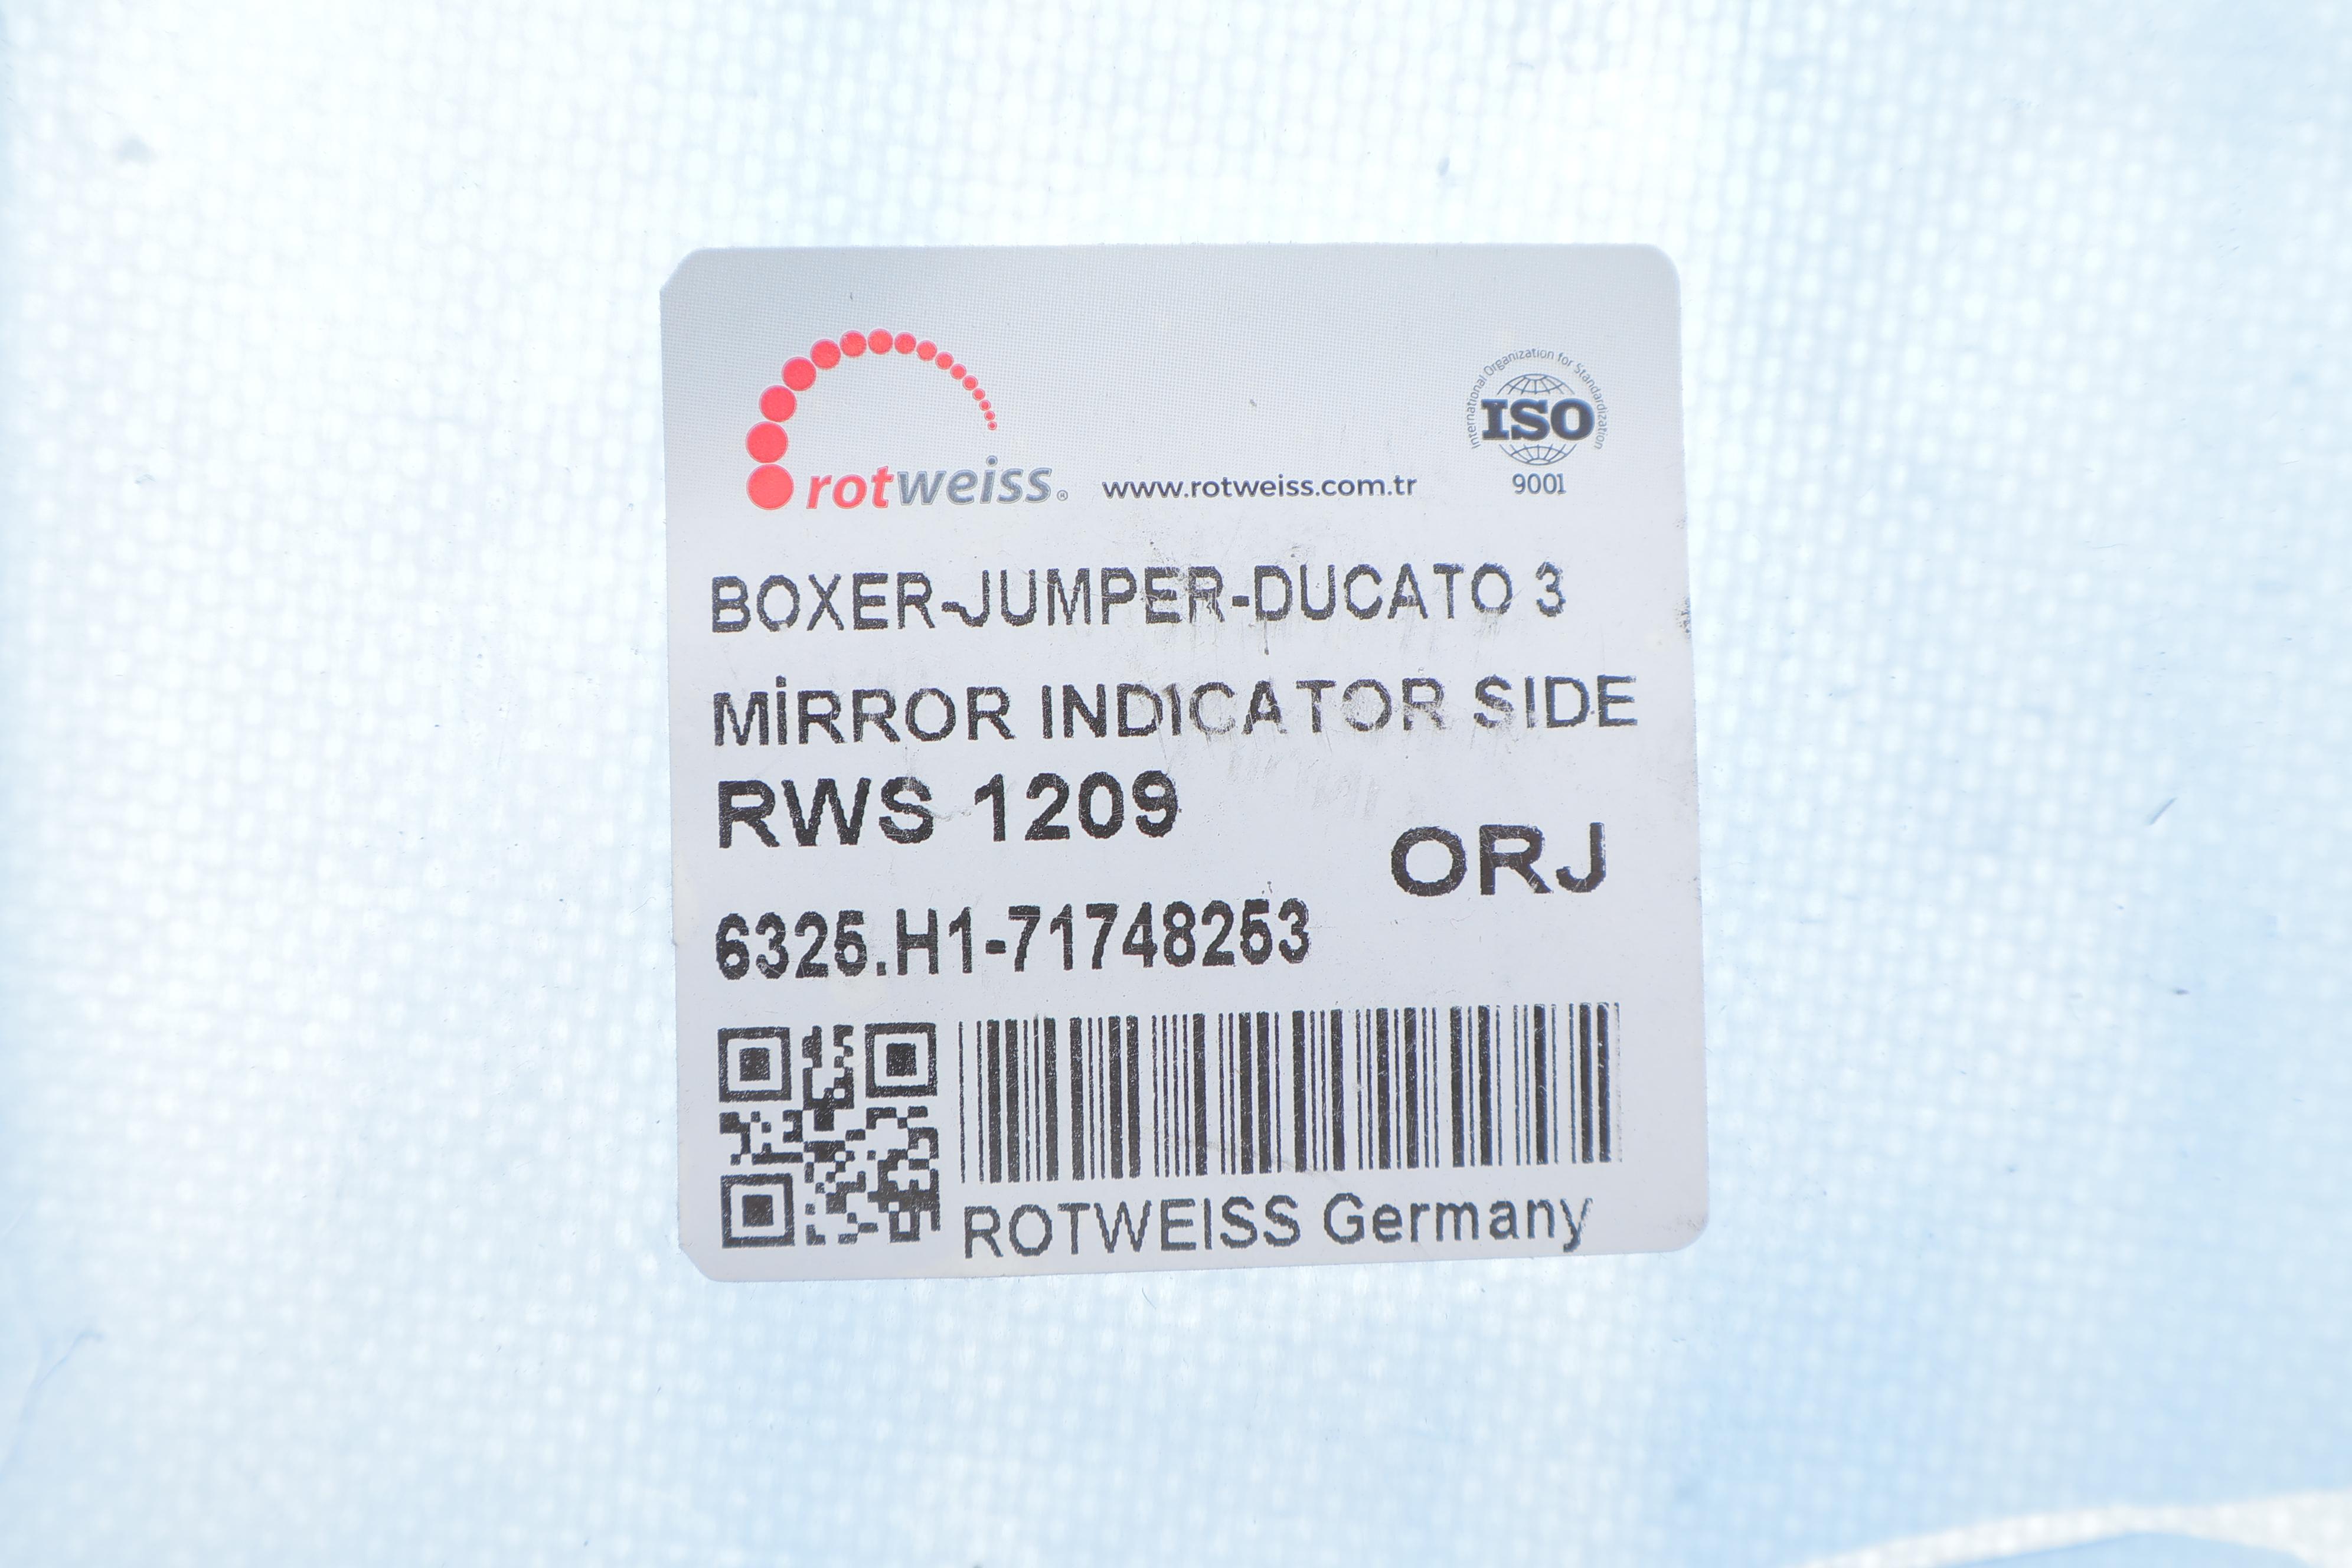 International Organization for Standardization
ISO
9001
rotweiss®
www.rotweiss.com.tr
BOXER-JUMPER-DUCATO 3
MİRROR INDICATOR SIDE
RWS 1209
ORJ
6325.H1-71748253
ROTWEISS Germany